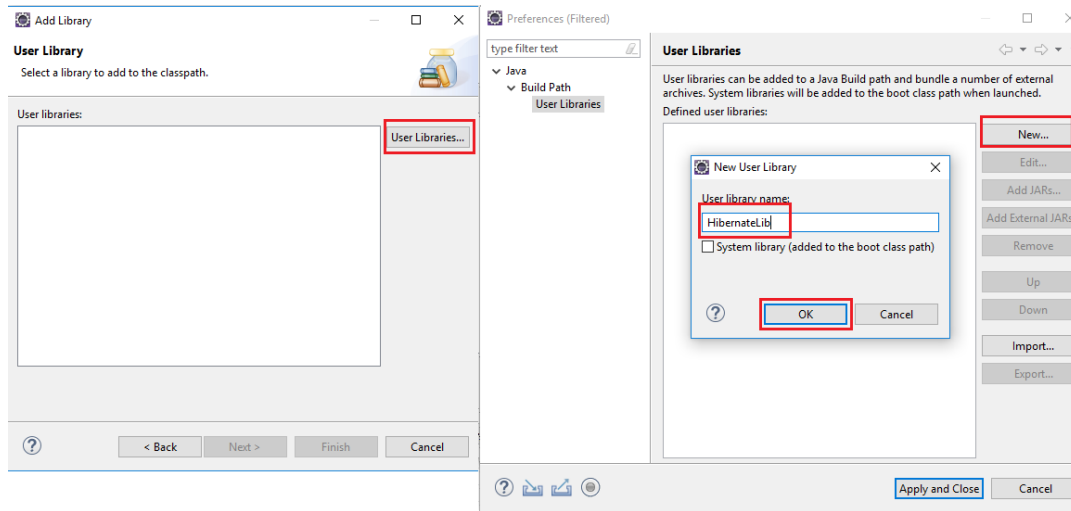 Add Library
User Library
Select a library to add to the classpath.
User libraries:
User Libraries...
?
< Back
Next >
Finish
Cancel
Preferences (Filtered)
type filter text
Java
Build Path
User Libraries
User Libraries
User libraries can be added to a Java Build path and bundle a number of external
archives. System libraries will be added to the boot class path when launched.
Defined user libraries:
New...
Edit...
Add JARs...
Add External JARs
Remove
Up
Down
Import...
Export...
New User Library
User library name:
HibernateLib
System library (added to the boot class path)
?
OK
Cancel
?
Apply and Close
Cancel